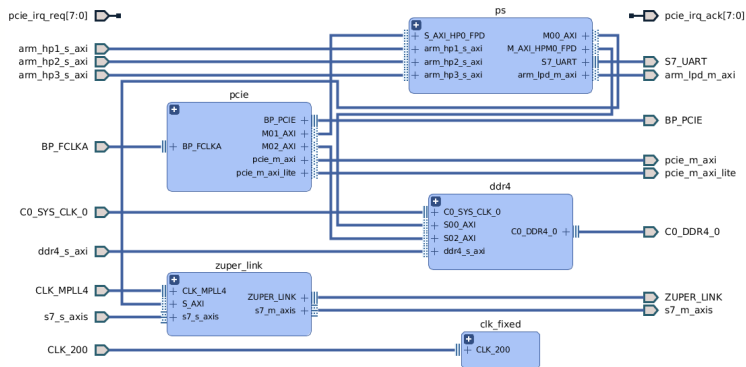 ps
pcie_irq_req[7:0]
pcie_irq_ack[7:0]
S_AXI_HP0_FPD
M00_AXI
arm_hp1_s_axi
arm_hp1_s_axi
M_AXI_HPM0_FPD
arm_hp2_s_axi
arm_hp2_s_axi
S7_UART
S7_UART
arm_hp3_s_axi
arm_hp3_s_axi
arm_lpd_m_axi
arm_lpd_m_axi
pcie
BP_PCIE
BP_PCIE
M01_AXI
BP_FCLKA
BP_FCLKA
M02_AXI
pcie_m_axi
pcie_m_axi
pcie_m_axi_lite
pcie_m_axi_lite
ddr4
C0_SYS_CLK_0
C0_SYS_CLK_0
S00_AXI
C0_DDR4_0
C0_DDR4_0
S02_AXI
ddr4_s_axi
ddr4_s_axi
zuper_link
CLK_MPLL4
CLK_MPLL4
ZUPER_LINK
ZUPER_LINK
S_AXI
s7_s_axis
s7_s_axis
s7_m_axis
s7_m_axis
clk_fixed
CLK_200
CLK_200